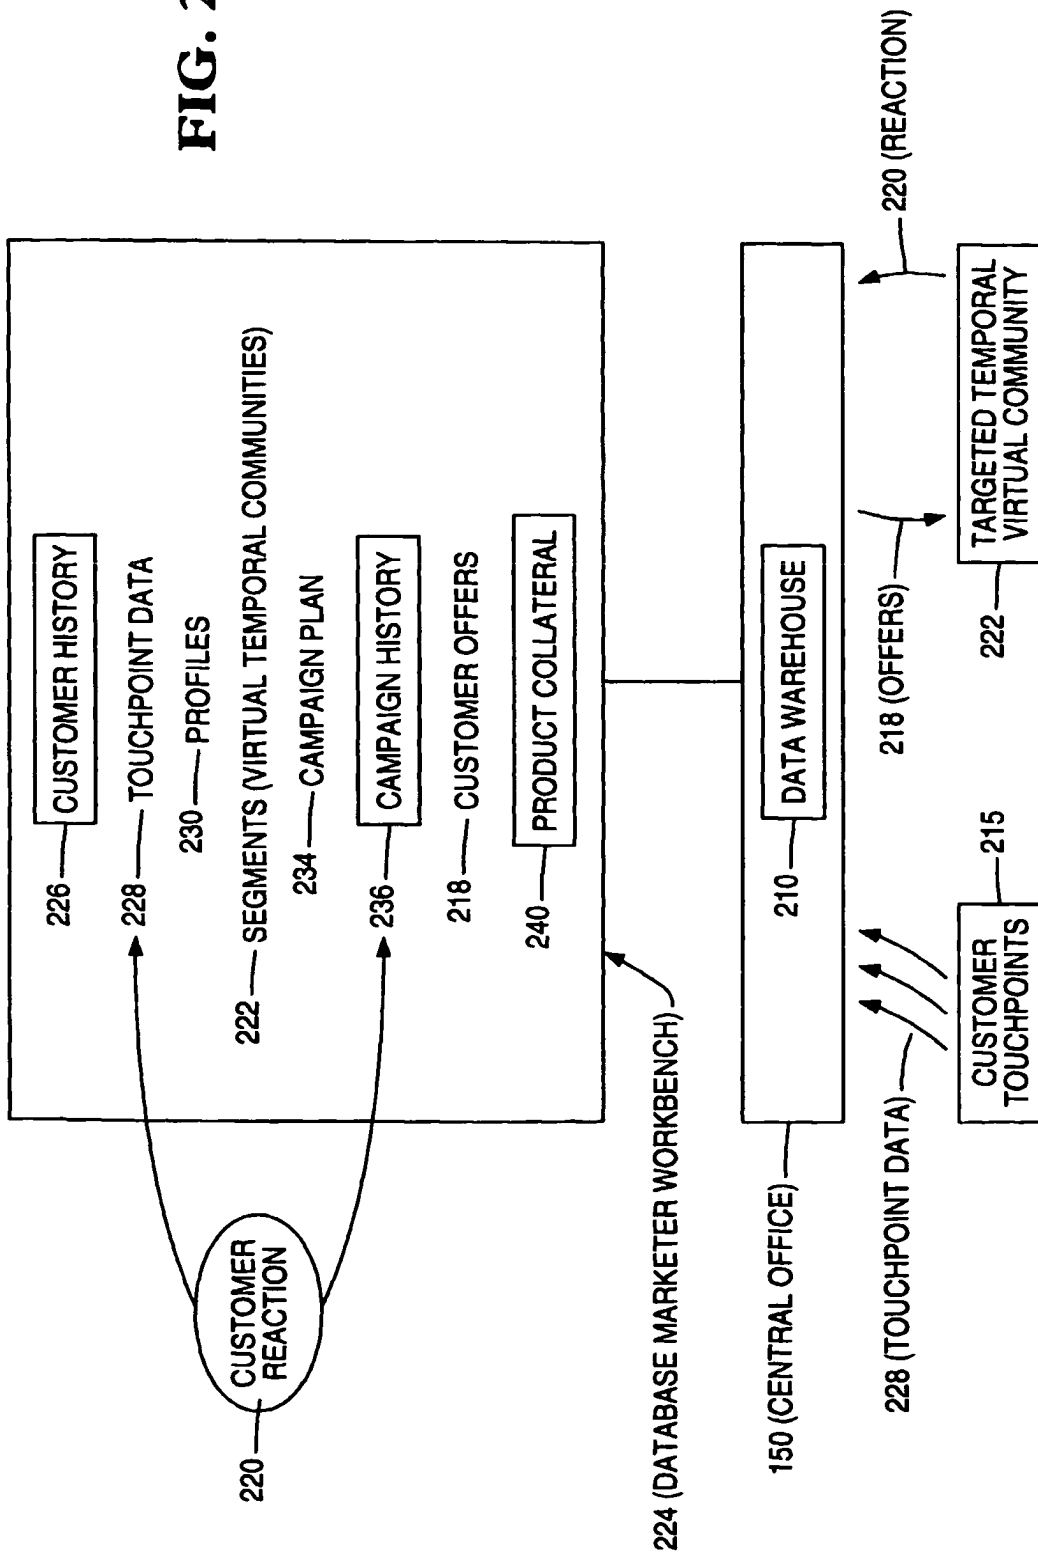 FIG. 2
226
CUSTOMER HISTORY
228
TOUCHPOINT DATA
230
PROFILES
222
SEGMENTS (VIRTUAL TEMPORAL COMMUNITIES)
234
CAMPAIGN PLAN
236
CAMPAIGN HISTORY
218
CUSTOMER OFFERS
240
PRODUCT COLLATERAL
220
CUSTOMER
REACTION
224 (DATABASE MARKETER WORKBENCH)
150 (CENTRAL OFFICE)
210
DATA WAREHOUSE
228 (TOUCHPOINT DATA)
218 (OFFERS)
220 (REACTION)
CUSTOMER
TOUCHPOINTS
215
222
TARGETED TEMPORAL
VIRTUAL COMMUNITY